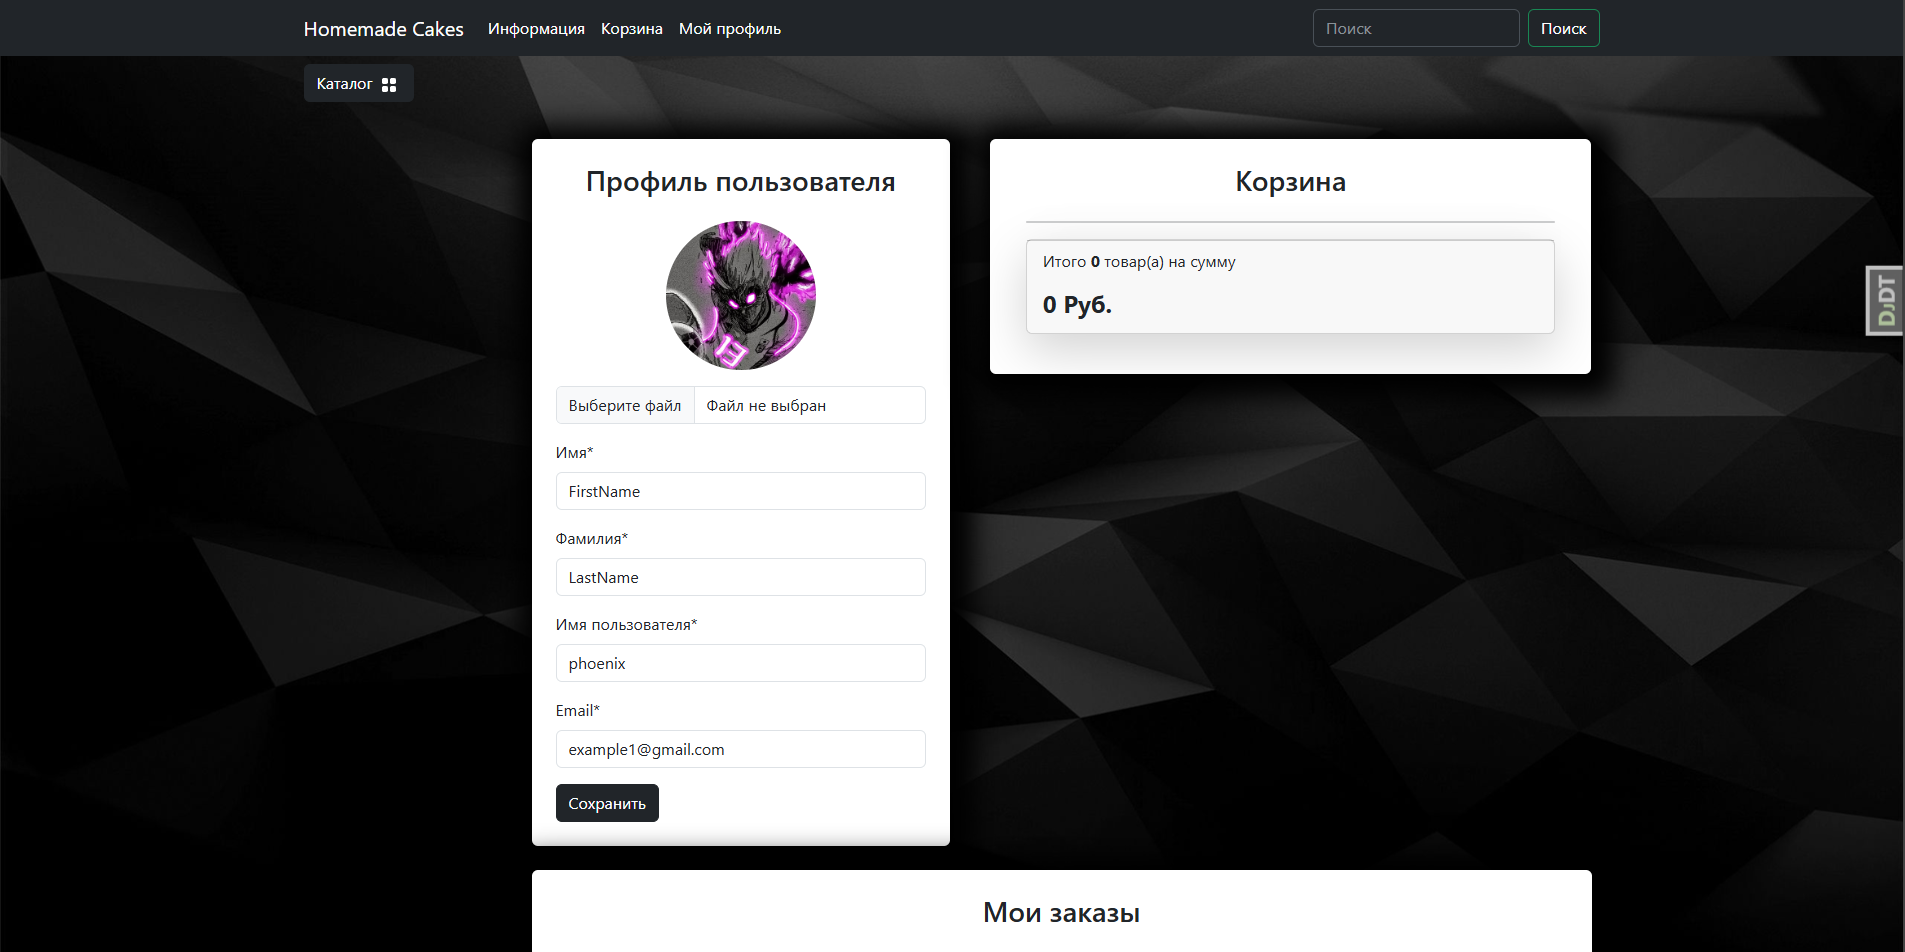 Homemade Cakes Информация Корзина Мой профиль Поиск Поиск
Каталог
Профиль пользователя
Выберите файл Файл не выбран
Имя*
FirstName
Фамилия*
LastName
Имя пользователя*
phoenix
Email*
example1@gmail.com
Сохранить
Корзина
Итого 0 товар(а) на сумму
0 Руб.
DJDT
Мои заказы